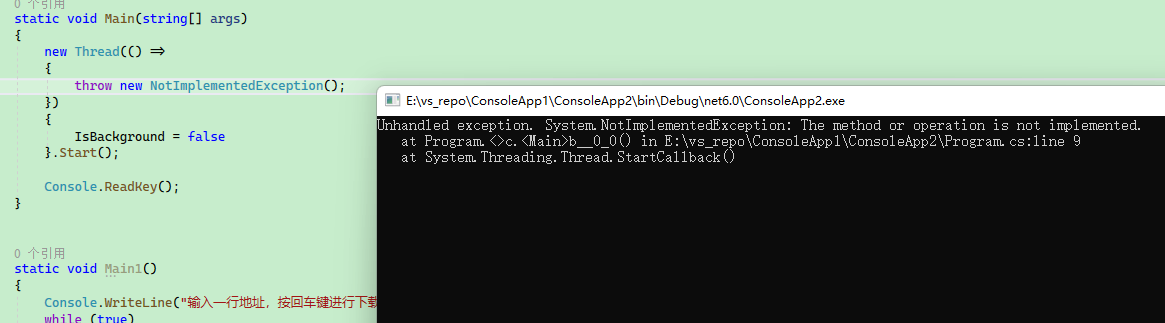 0 个引用
static void Main(string[] args)
{
new Thread(() =>
{
throw new NotImplementedException();
})
{
IsBackground = false
}.Start();
Console.ReadKey();
}
0 个引用
static void Main1()
{
Console.WriteLine("输入一行地址，按回车键进行下载
while (true)
E:\vs_repo\ConsoleApp1\ConsoleApp2\bin\Debug\net6.0\ConsoleApp2.exe
Unhandled exception. System.NotImplementedException: The method or operation is not implemented.
at Program.<>c.<Main>b__0_0() in E:\vs_repo\ConsoleApp1\ConsoleApp2\Program.cs:line 9
at System.Threading.Thread.StartCallback()